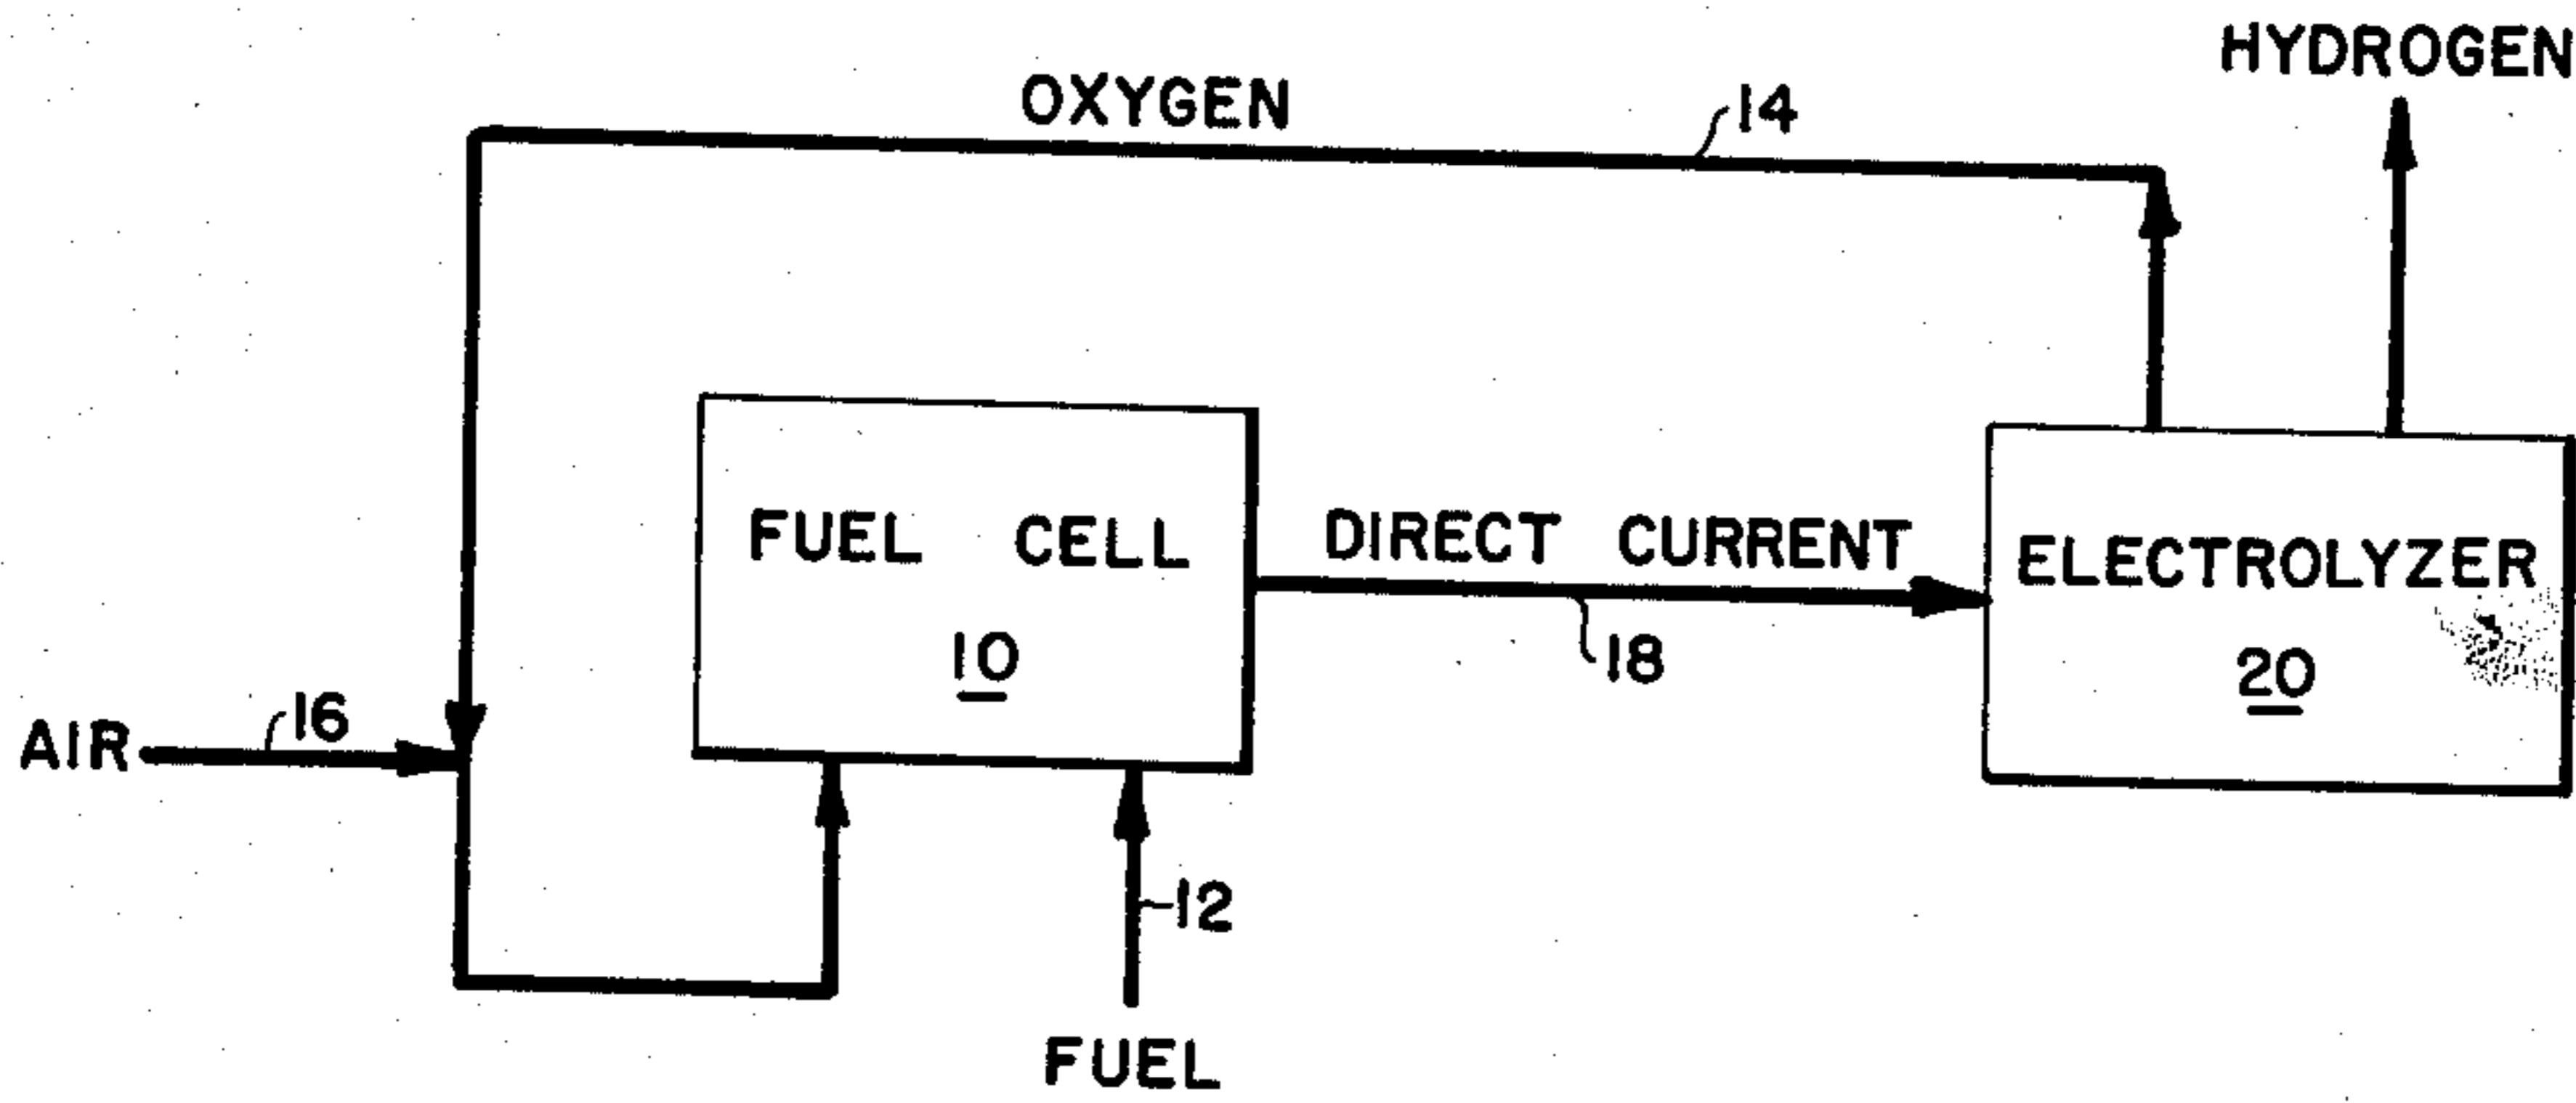 HYDROGEN
OXYGEN
14
FUEL CELL
10
DIRECT CURRENT
18
ELECTROLYZER
20
AIR
16
12
FUEL